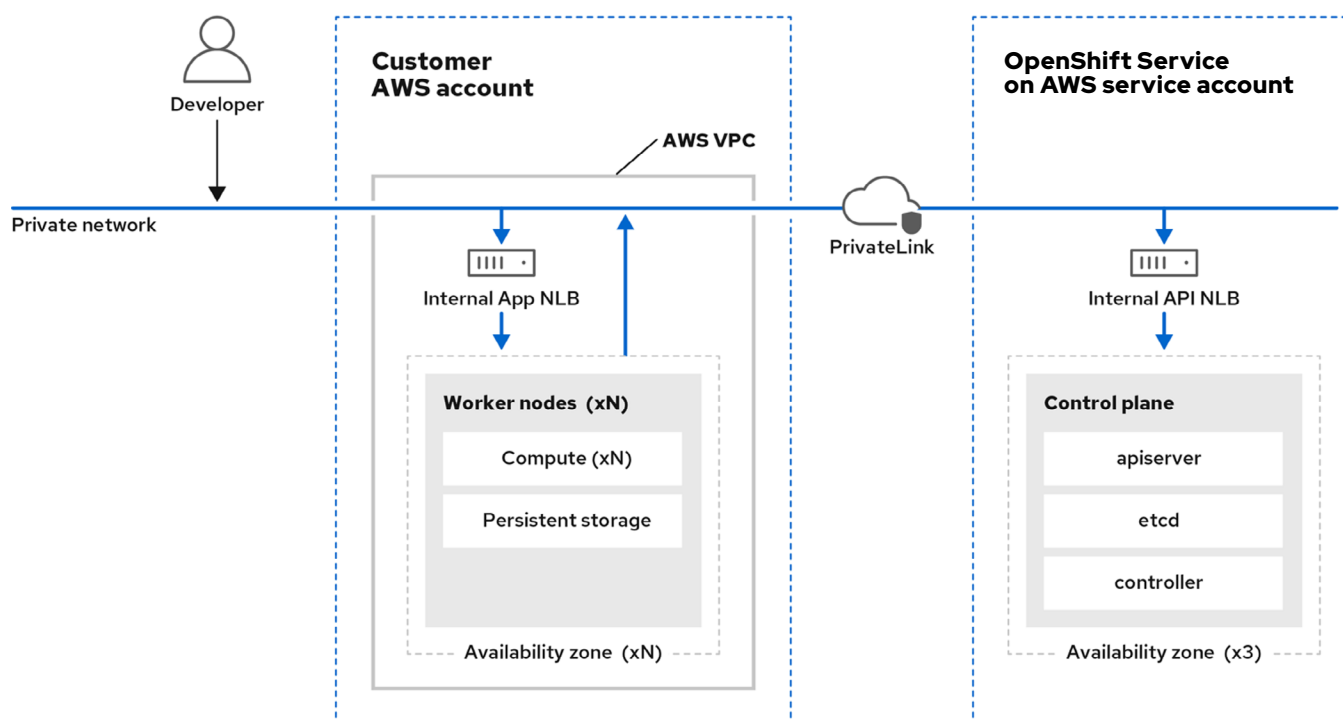 Developer
Private network
Customer
AWS account
AWS VPC
Internal App NLB
Worker nodes (xN)
Compute (xN)
Persistent storage
Availability zone (xN)
PrivateLink
OpenShift Service
on AWS service account
Internal API NLB
Control plane
apiserver
etcd
controller
Availability zone (x3)